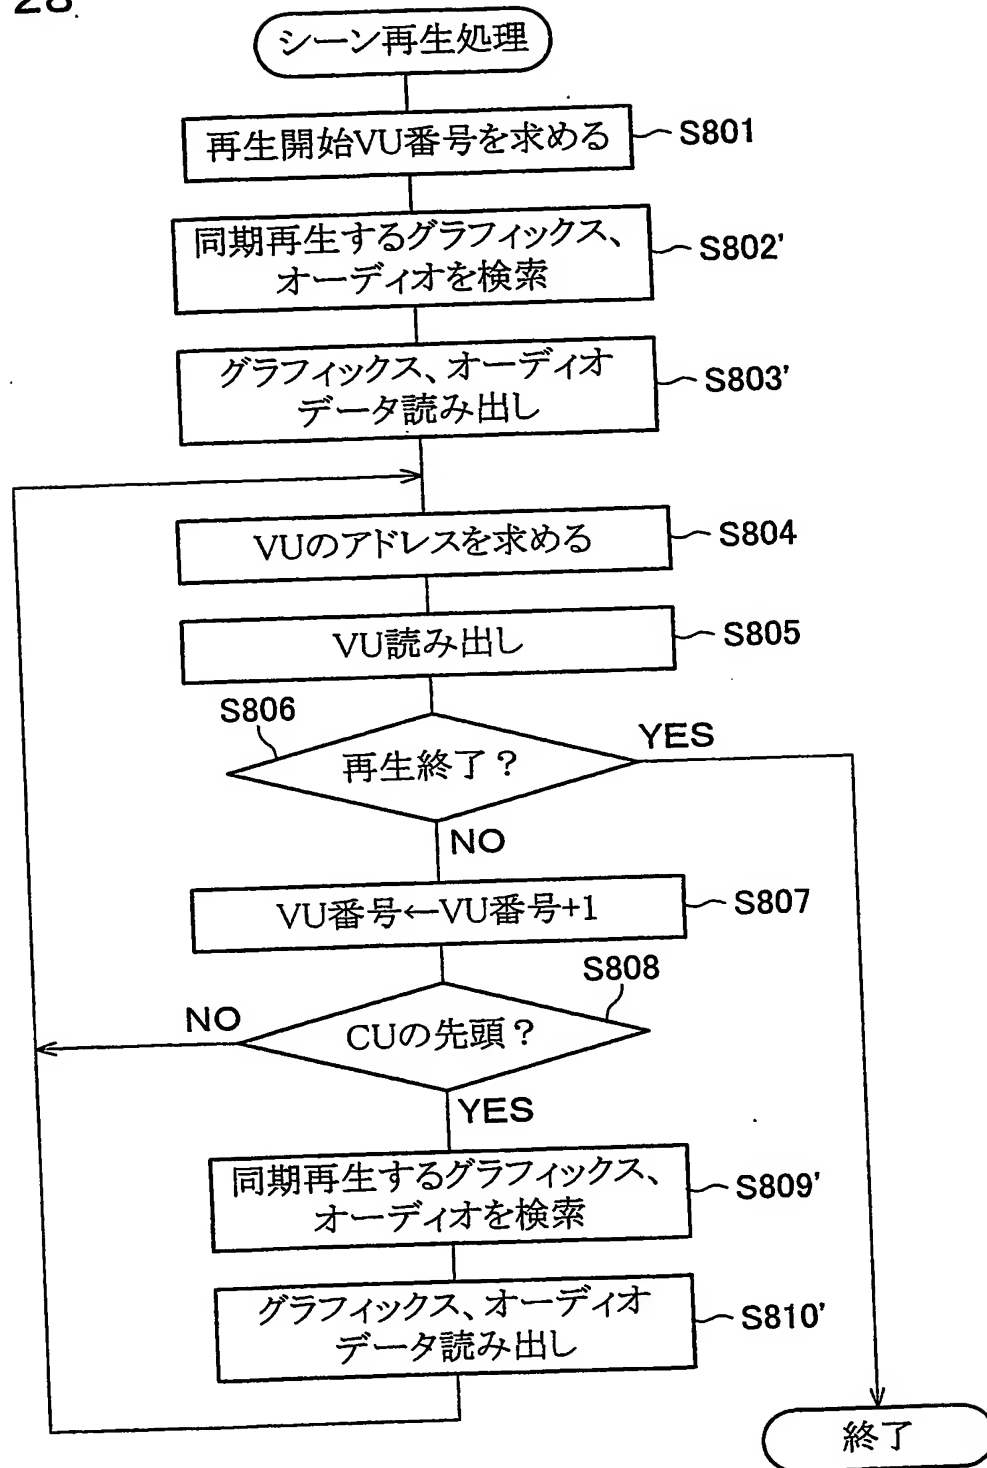 28
シーン再生処理
再生開始VU番号を求める
S801
同期再生するグラフィックス、
オーディオを検索
S802'
グラフィックス、オーディオ
データ読み出し
S803'
VUのアドレスを求める
S804
VU読み出し
S805
S806
再生終了？
YES
NO
VU番号←VU番号+1
S807
S808
CUの先頭？
NO
YES
同期再生するグラフィックス、
オーディオを検索
S809'
グラフィックス、オーディオ
データ読み出し
S810'
終了